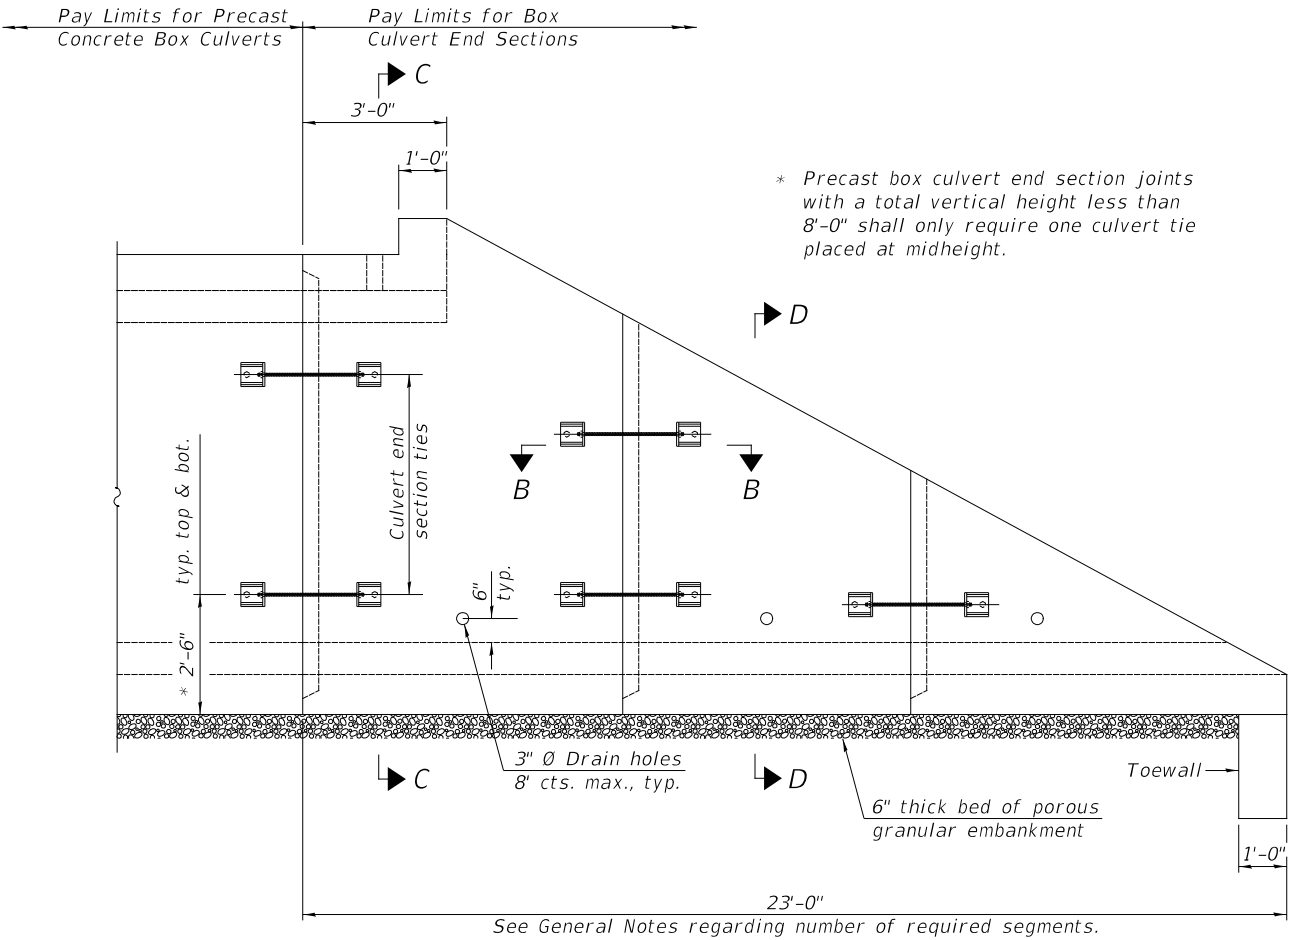 Pay Limits for Precast
Concrete Box Culverts
Pay Limits for Box
Culvert End Sections
C
3'-0"
1'-0"
* Precast box culvert end section joints
with a total vertical height less than
8'-0" shall only require one culvert tie
placed at midheight.
D
typ. top & bot.
* 2'-6"
Culvert end
section ties
B
B
6"
typ.
3" Ø Drain holes
8' cts. max., typ.
C
D
Toewall
6" thick bed of porous
granular embankment
1'-0"
23'-0"
See General Notes regarding number of required segments.